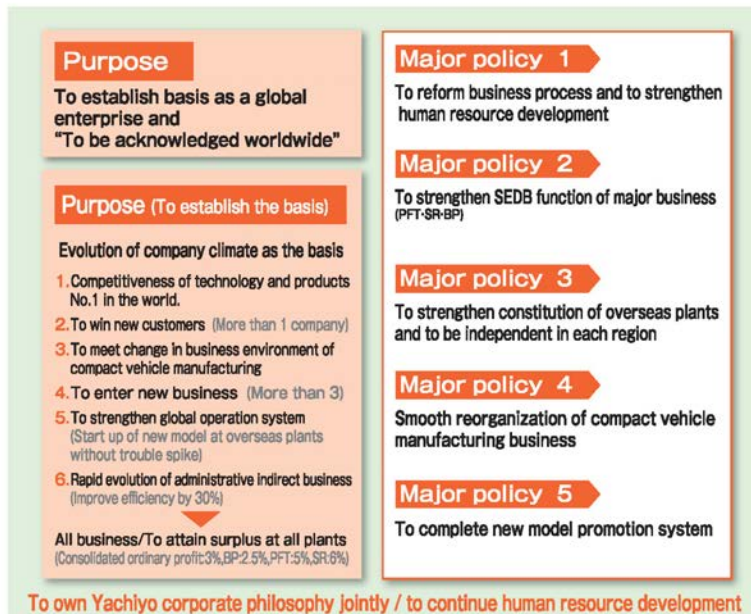 Purpose
To establish basis as a global
enterprise and
“To be acknowledged worldwide”
Purpose (To establish the basis)
Evolution of company climate as the basis
1.Competitiveness of technology and products
No.1 in the world.
2.To win new customers (More than 1 company)
3.To meet change in business environment of
compact vehicle manufacturing
4.To enter new business (More than 3)
5.To strengthen global operation system
(Start up of new model at overseas plants
without trouble spike)
6.Rapid evolution of administrative indirect business
(Improve efficiency by 30%)
All business/To attain surplus at all plants
(Consolidated ordinary profit:3%,BP:2.5%,PFT:5%,SR:6%)
Major policy 1
To reform business process and to strengthen
human resource development
Major policy 2
To strengthen SEDB function of major business
(PFT·SR·BP)
Major policy 3
To strengthen constitution of overseas plants
and to be independent in each region
Major policy 4
Smooth reorganization of compact vehicle
manufacturing business
Major policy 5
To complete new model promotion system
To own Yachiyo corporate philosophy jointly / to continue human resource development